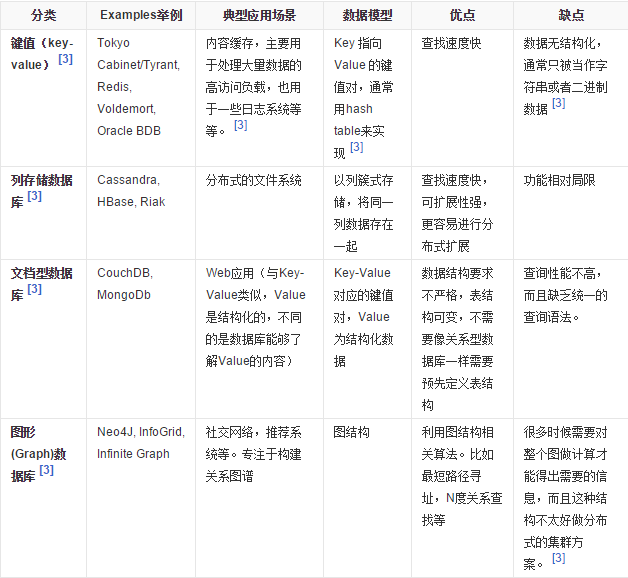 分类
Examples举例
典型应用场景
数据模型
优点
缺点
键值（key-
value） [3]
Tokyo
Cabinet/Tyrant,
Redis,
Voldemort,
Oracle BDB
内容缓存，主要用
于处理大量数据的
高访问负载，也用
于一些日志系统等
等。 [3]
Key 指向
Value 的键
值对，通常
用hash
table来实
现 [3]
查找速度快
数据无结构化，
通常只被当作字
符串或者二进制
数据 [3]
列存储数据
库 [3]
Cassandra,
HBase, Riak
分布式的文件系统
以列簇式存
储，将同一
列数据存在
一起
查找速度快，
可扩展性强，
更容易进行分
布式扩展
功能相对局限
文档型数据
库 [3]
CouchDB,
MongoDb
Web应用（与Key-
Value类似，Value
是结构化的，不同
的是数据库能够了
解Value的内容）
Key-Value
对应的键值
对，Value
为结构化数
据
数据结构要求
不严格，表结
构可变，不需
要像关系型数
据库一样需要
预先定义表结
构
查询性能不高，
而且缺乏统一的
查询语法。
图形
(Graph)数
据库 [3]
Neo4J, InfoGrid,
Infinite Graph
社交网络，推荐系
统等。专注于构建
关系图谱
图结构
利用图结构相
关算法。比如
最短路径寻
址，N度关系查
找等
很多时候需要对
整个图做计算才
能得出需要的信
息，而且这种结
构不太好做分布
式的集群方
案。 [3]